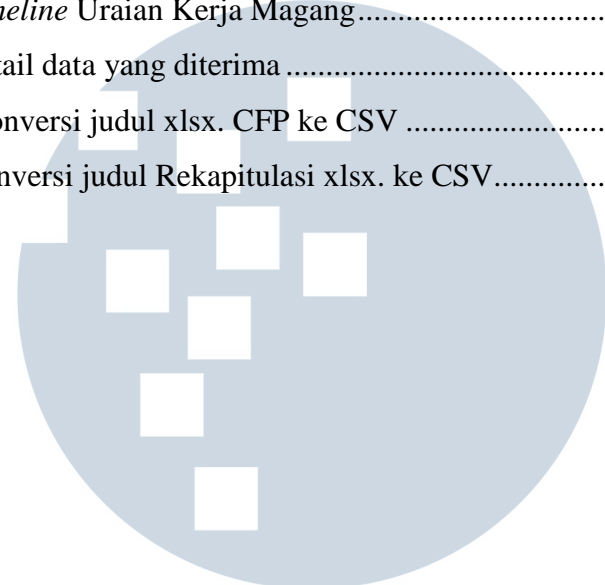 meline Uraian Kerja Magang..........................
tail data yang diterima ....................................
onversi judul xlsx. CFP ke CSV ......................
nversi judul Rekapitulasi xlsx. ke CSV.............